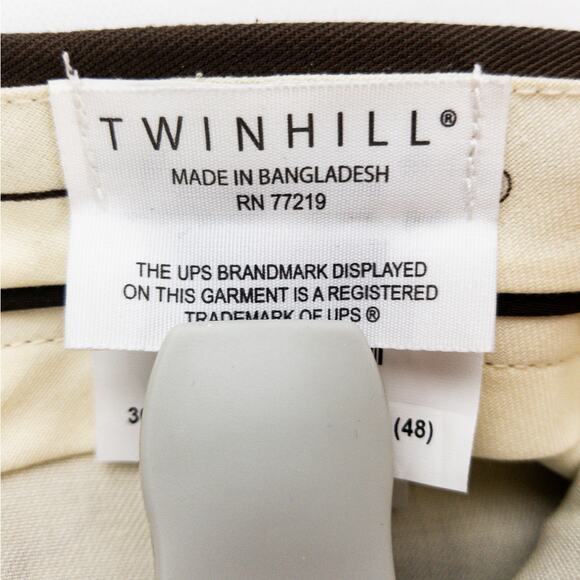 TWINHILL®
MADE IN BANGLADESH
RN 77219
THE UPS BRANDMARK DISPLAYED
ON THIS GARMENT IS A REGISTERED
TRADEMARK OF UPS ®
(48)